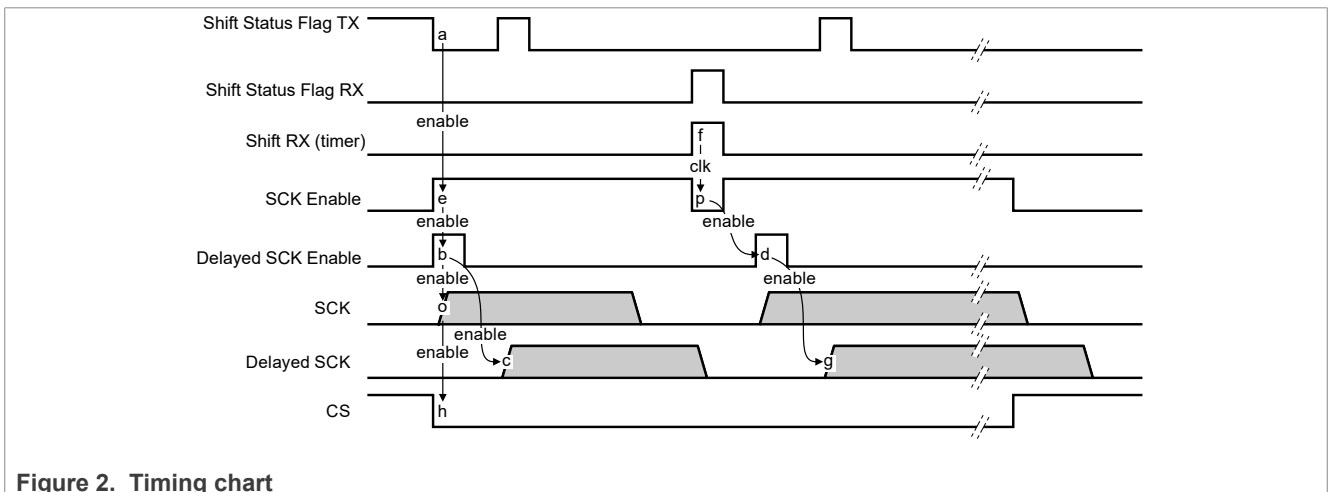 Shift Status Flag TX
a
Shift Status Flag RX
enable
Shift RX (timer)
f
clk
SCK Enable
e
p
enable
enable
Delayed SCK Enable
b
d
enable
enable
SCK
o
enable
enable
Delayed SCK
c
g
CS
h
Figure 2. Timing chart